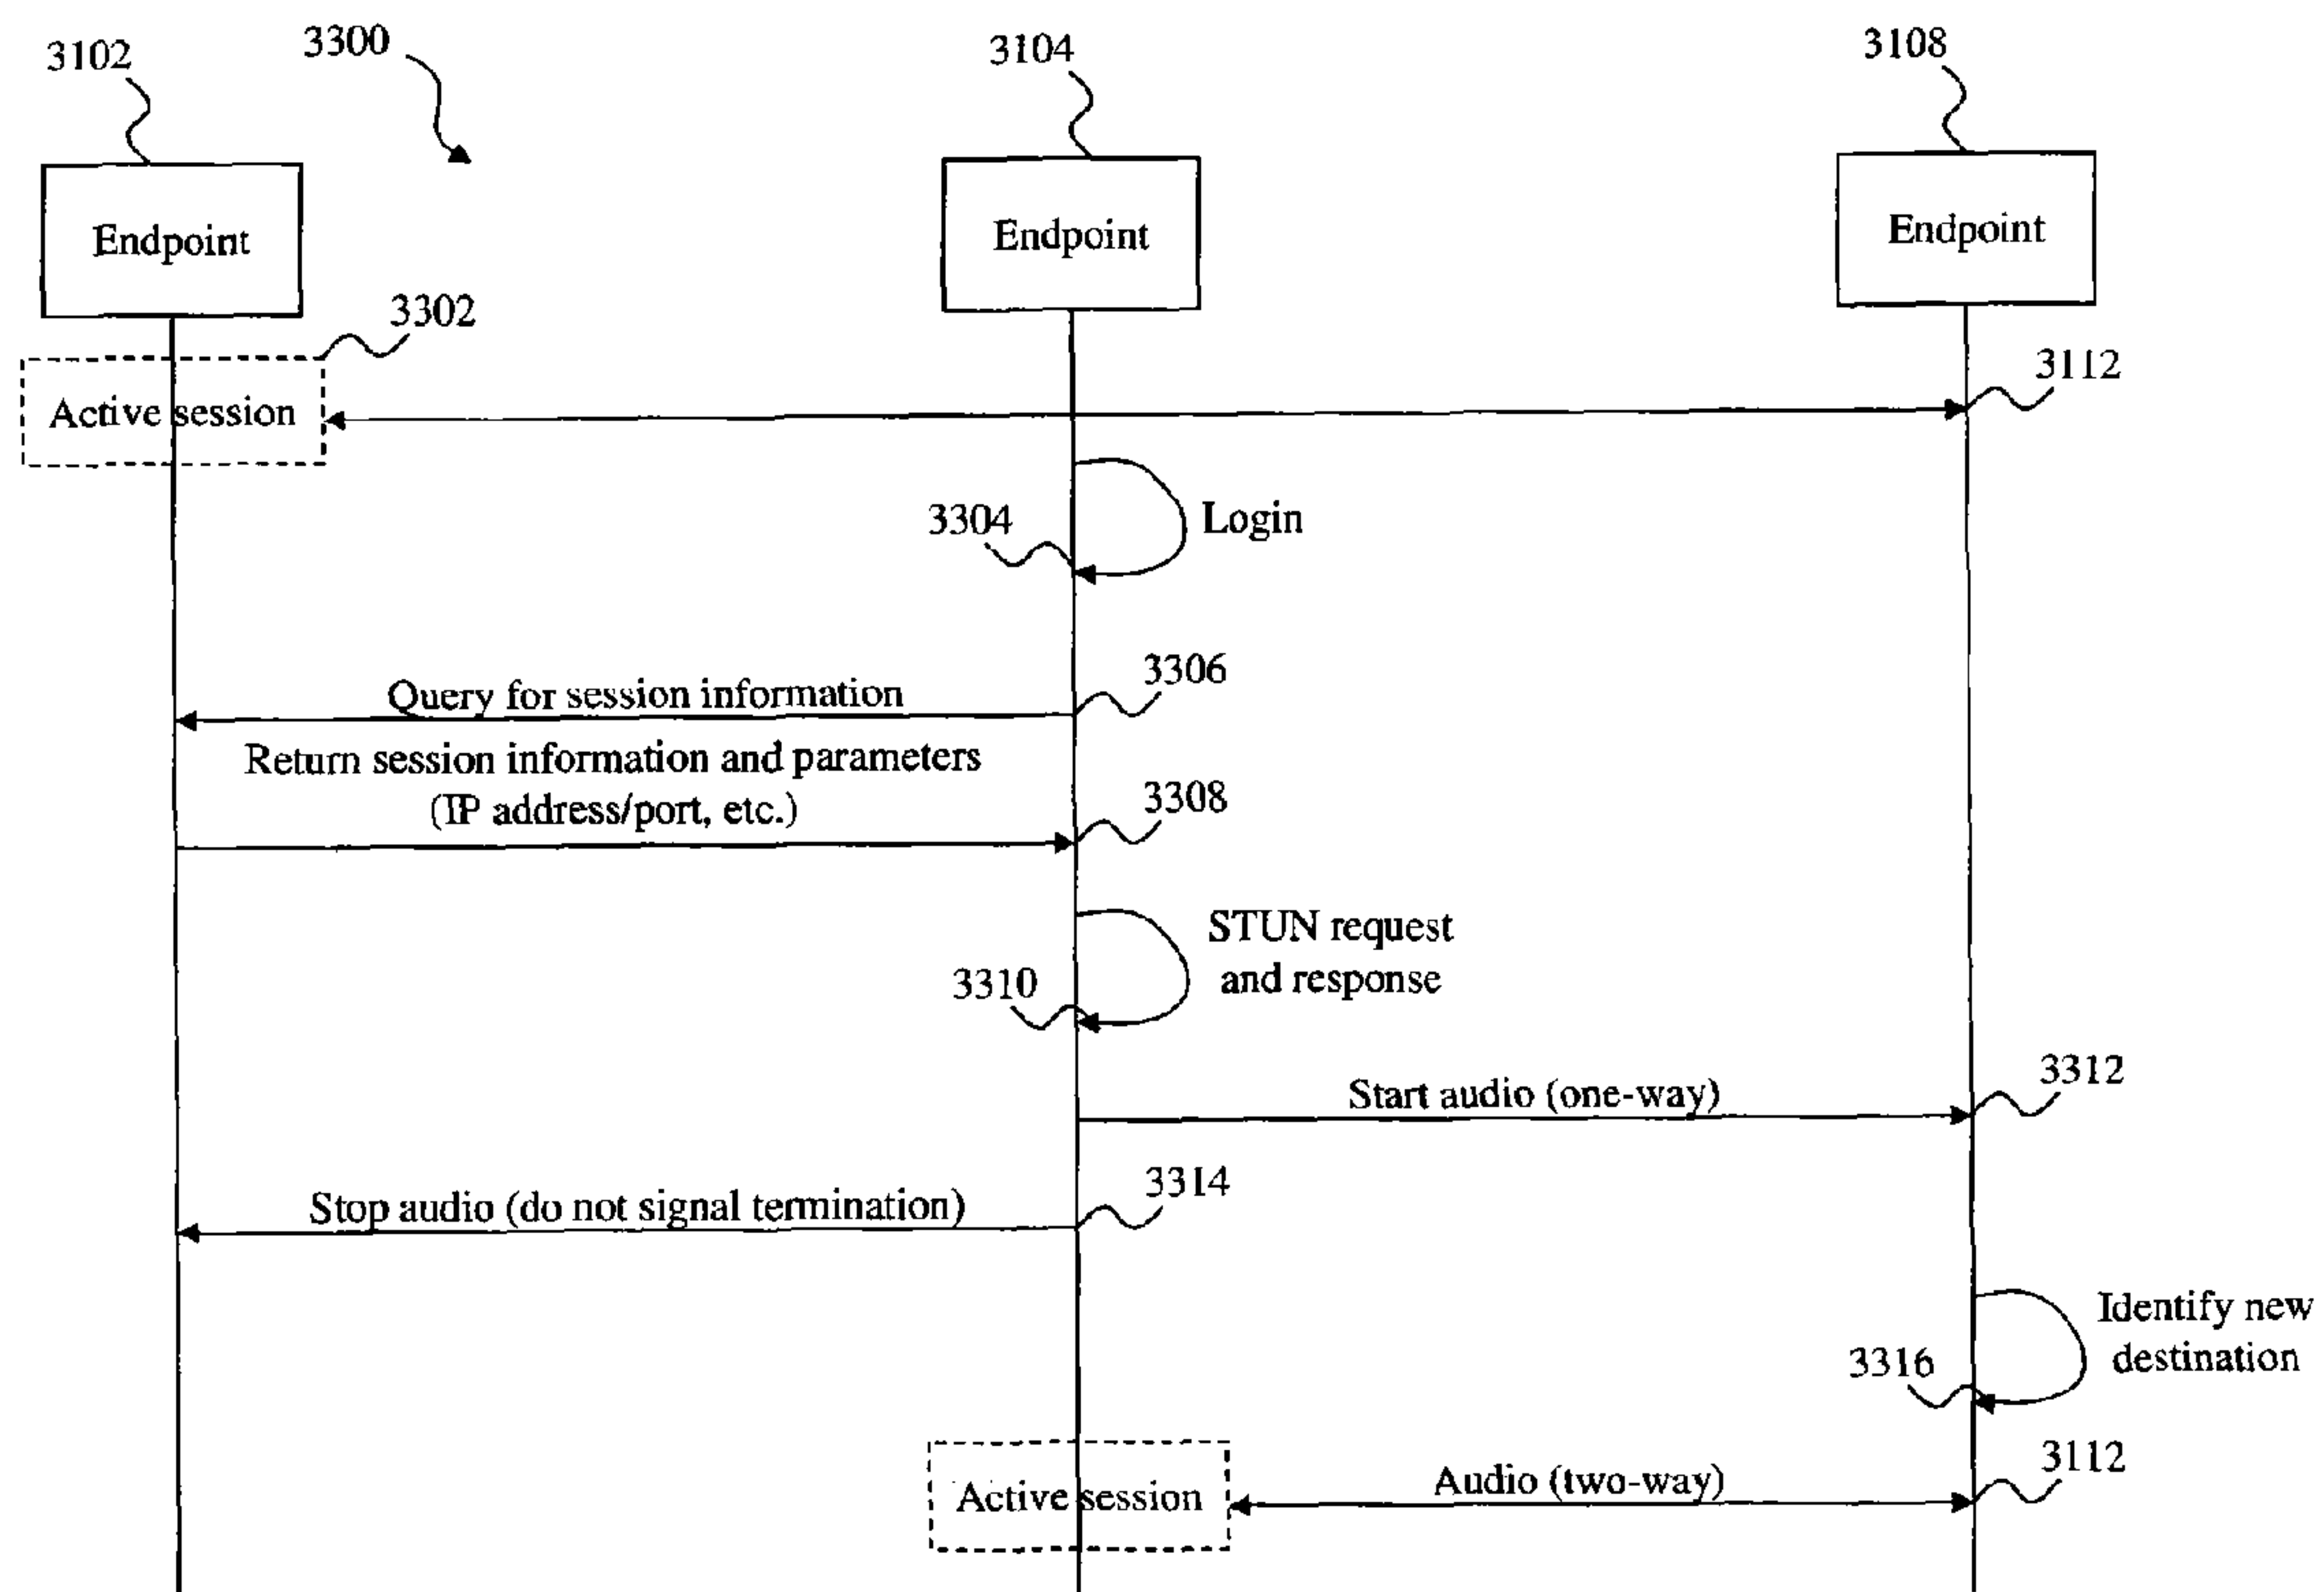 3102
3300
3104
3108
Endpoint
Endpoint
Endpoint
3302
3112
Active session
3304
Login
3306
Query for session information
Return session information and parameters
(IP address/port, etc.)
3308
STUN request
and response
3310
3312
Start audio (one-way)
3314
Stop audio (do not signal termination)
Identify new
destination
3316
3112
Active session
Audio (two-way)